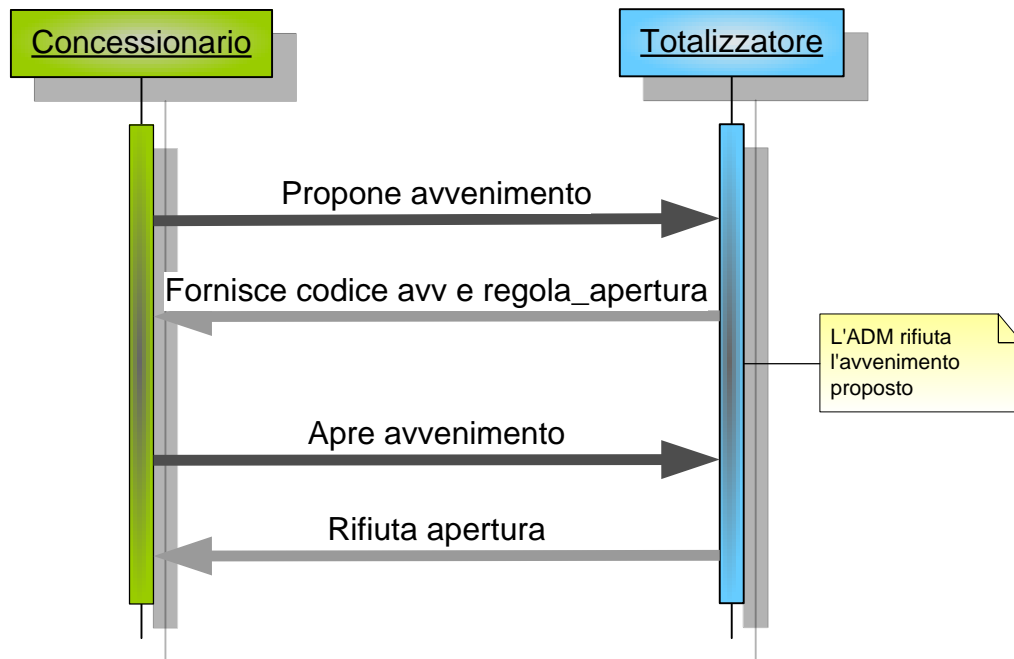 Concessionario
Totalizzatore
Propone avvenimento
Fornisce codice avv e regola_apertura
L'ADM rifiuta
l'avvenimento
proposto
Apre avvenimento
Rifiuta apertura